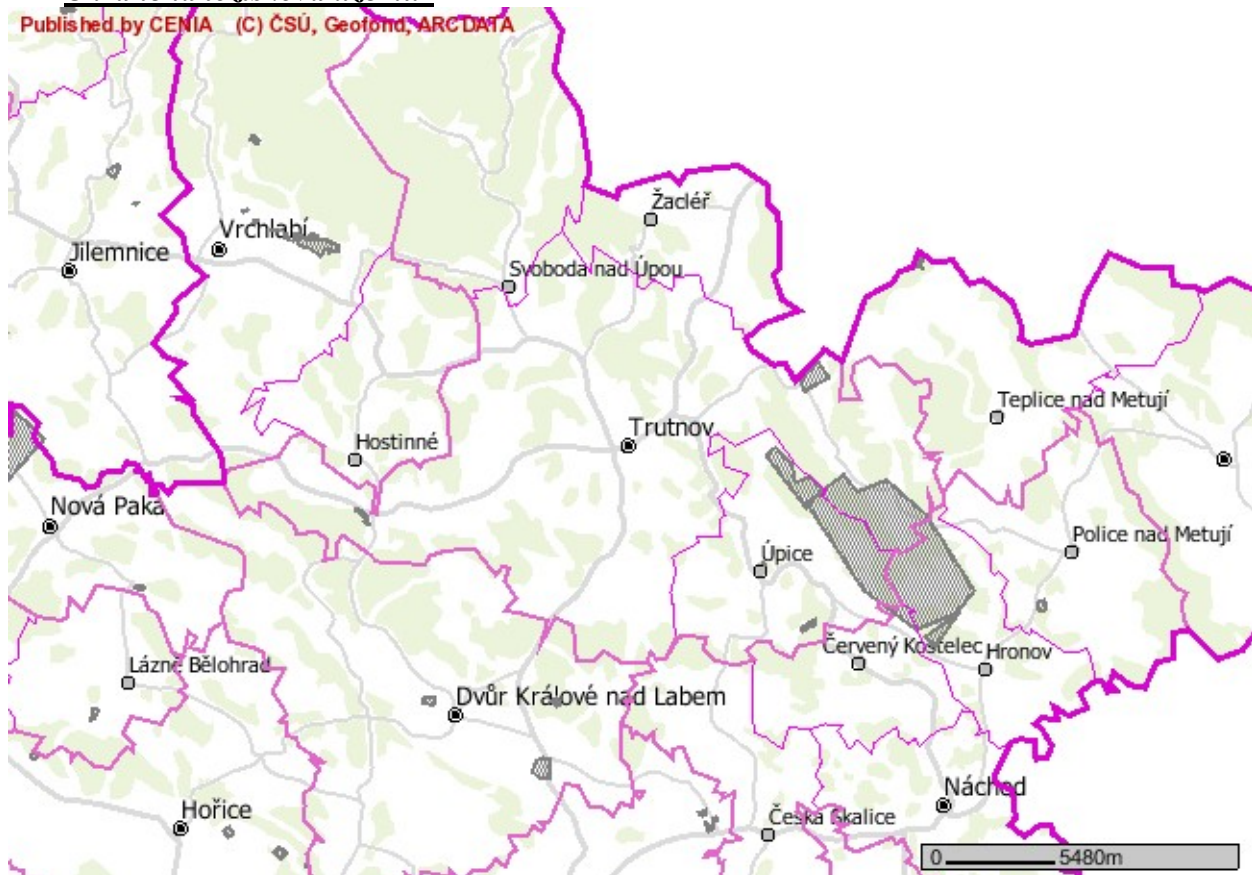 Published by CENIA (C) ČSÚ, Geofond, ARCDATA
Žacléř
Vrchlabí
Jilemnice
Svoboda nad Úpou
Teplice nad Metují
Hostinné
Trutnov
Nová Paka
Police nad Metují
Úpice
Červený Kostelec
Hronov
Lázně Bělohrad
Dvůr Králové nad Labem
Náchod
Hořice
Česká Skalice
0 5480m